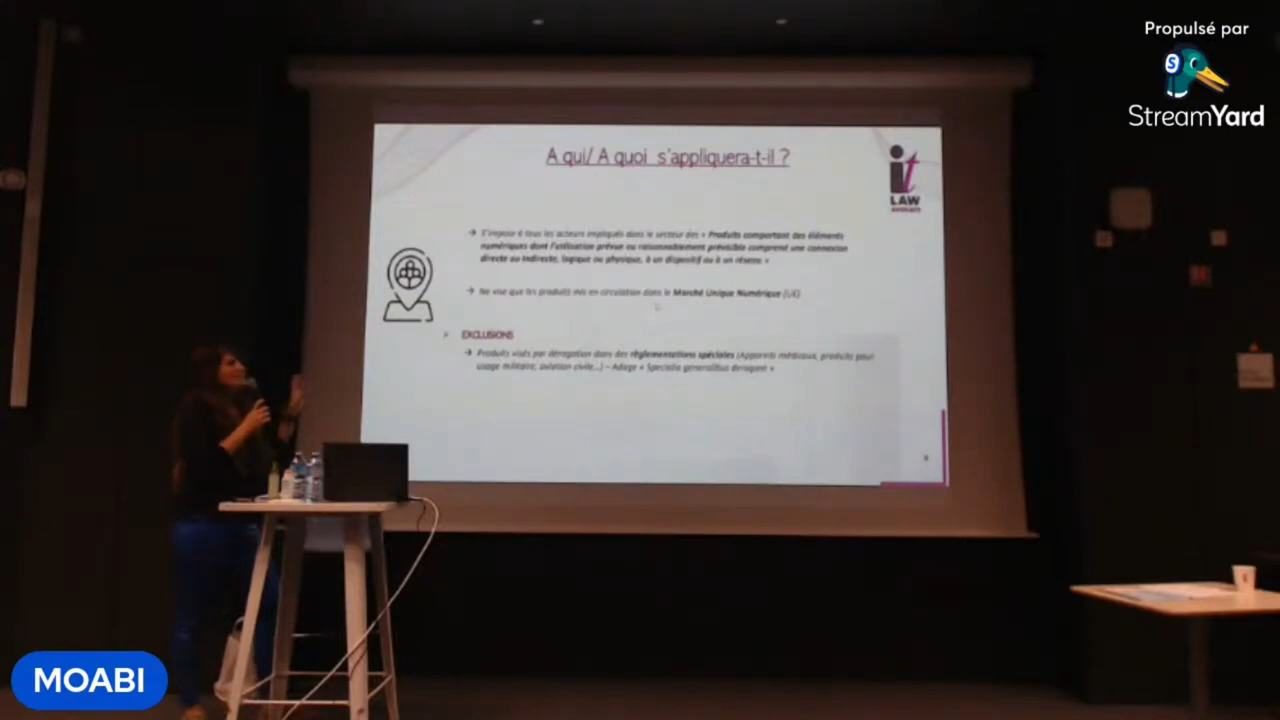 Propulsé par
S
StreamYard
A qui/ A quoi s'appliquera-t-il ?
it
LAW
avocats
→ S'impose à tous les acteurs impliqués dans le secteur des « Produits comportant des éléments
numériques dont l'utilisation prévue ou raisonnablement prévisible comprend une connexion
directe ou indirecte, logique ou physique, à un dispositif ou à un réseau »
→ Ne vise que les produits mis en circulation dans le Marché Unique Numérique (UE)
EXCLUSIONS
→ Produits visés par dérogation dans des réglementations spéciales (Appareils médicaux, produits pour
usage militaire, aviation civile…) – Adage « Specialia generalibus derogant »
MOABI